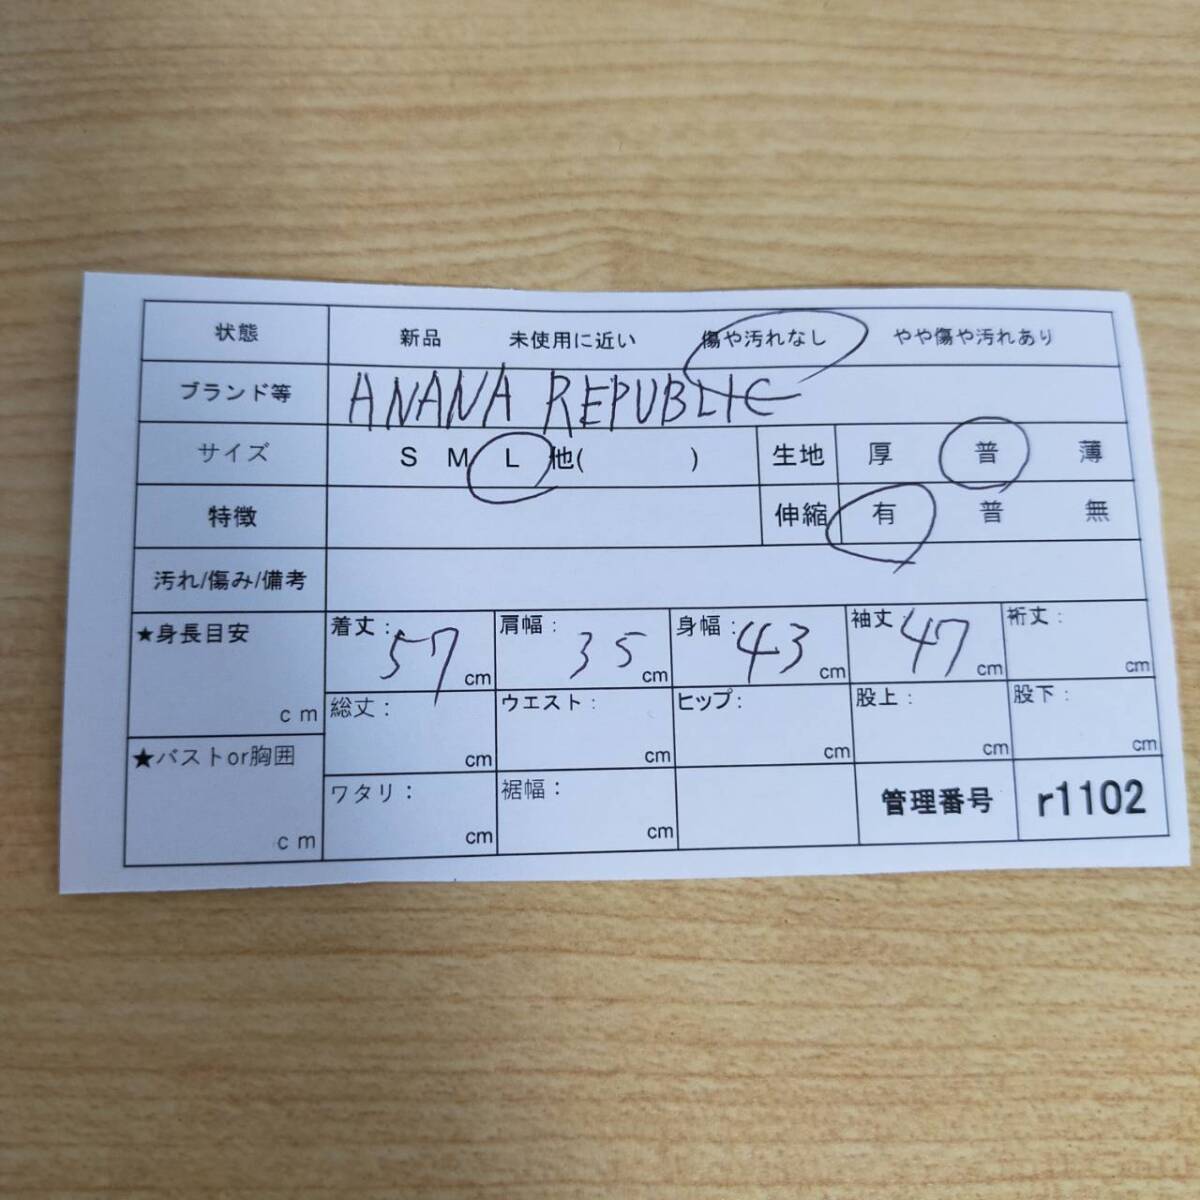 状態 新品 未使用に近い 傷や汚れなし やや傷や汚れあり
ブランド等 ANANA REPUBLIC
サイズ S M L 他( ) 生地 厚 普 薄
特徴 伸縮 有 普 無
汚れ/傷み/備考
★身長目安 cm 着丈: 57 cm 肩幅: 35 cm 身幅: 43 cm 袖丈 47 cm 裄丈: cm
総丈: cm ウエスト: cm ヒップ: cm 股上: cm 股下: cm
★バストor胸囲 cm ワタリ: cm 裾幅: cm 管理番号 r1102